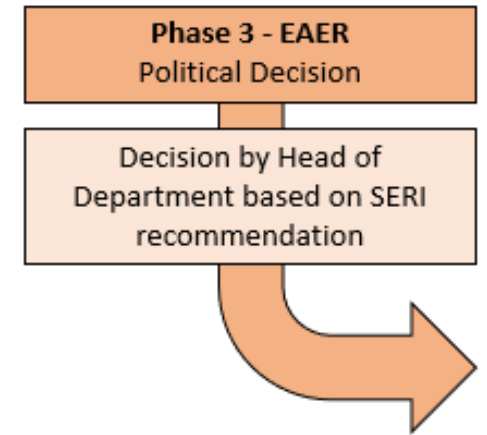 Phase 3 - EAER
Political Decision
Decision by Head of
Department based on SERI
recommendation